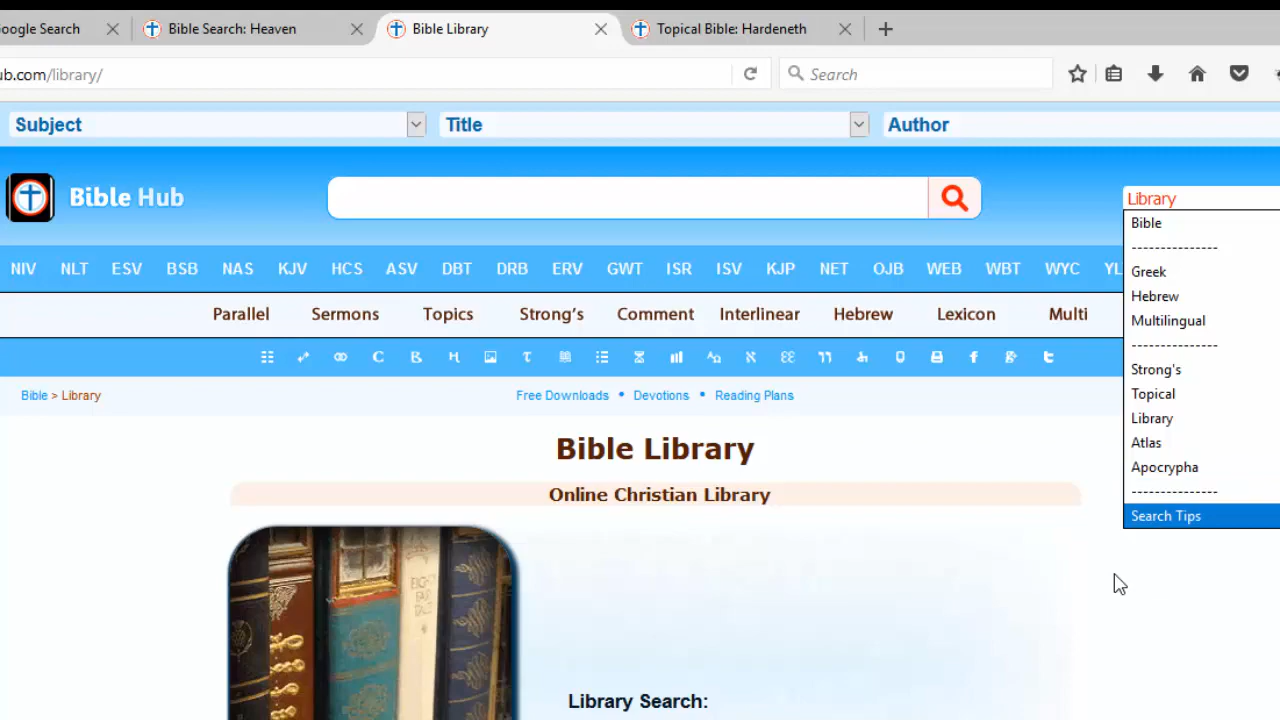 oogle Search
Bible Search: Heaven
Bible Library
Topical Bible: Hardeneth
ub.com/library/
Search
Subject
Title
Author
Bible Hub
Library
Bible
---------------
Greek
Hebrew
Multilingual
---------------
Strong's
Topical
Library
Atlas
Apocrypha
---------------
Search Tips
NIV NLT ESV BSB NAS KJV HCS ASV DBT DRB ERV GWT ISR ISV KJP NET OJB WEB WBT WYC YL
Parallel Sermons Topics Strong's Comment Interlinear Hebrew Lexicon Multi
Bible > Library
Free Downloads • Devotions • Reading Plans
Bible Library
Online Christian Library
Library Search: